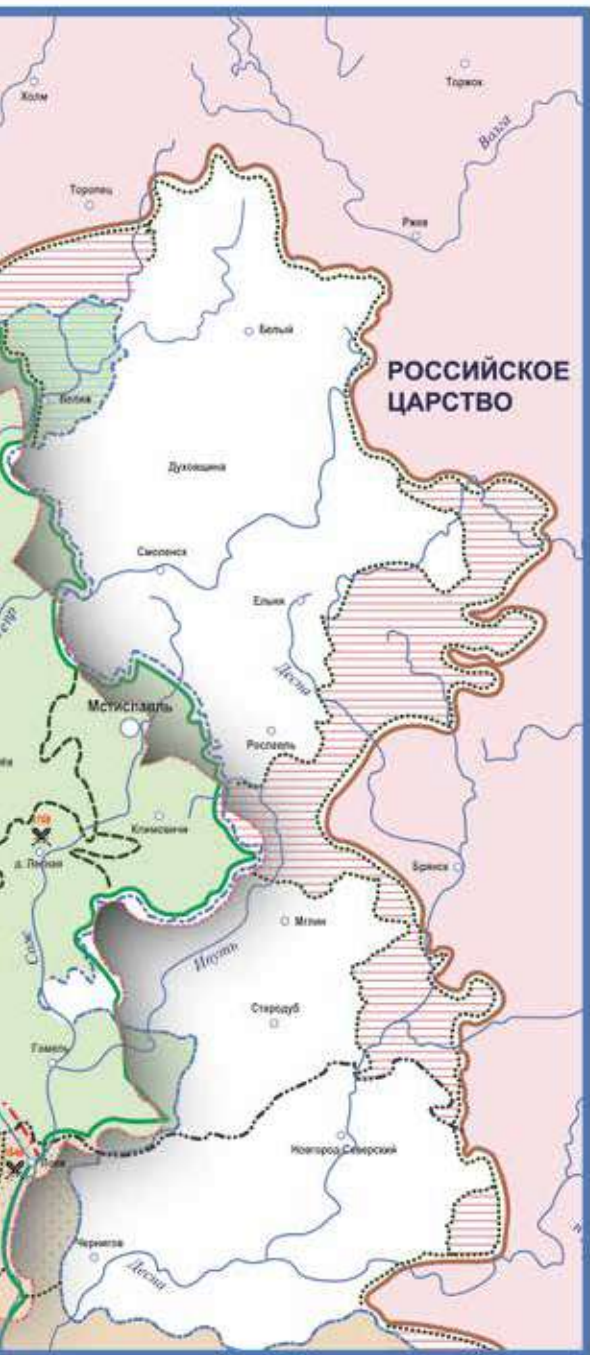 Холм
Торжок
Волга
Торопец
Ржев
Белый
РОССИЙСКОЕ
ЦАРСТВО
Велиж
Духовщина
Смоленск
Ельня
Десна
Мстиславль
Рославль
Климовичи
д. Лесная
Брянск
Мглин
Сож
Ипуть
Стародуб
Гомель
Новгород-Северский
Чернигов
Десна